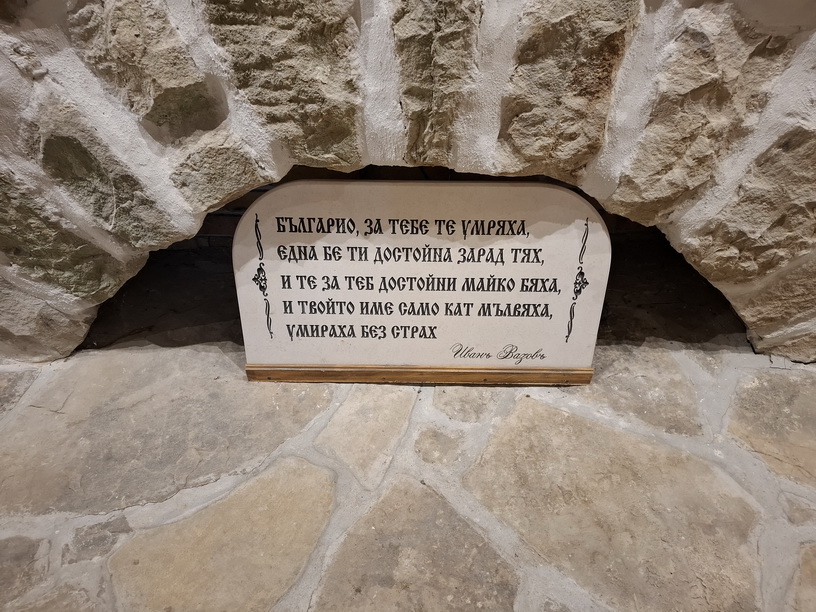 БЪЛГАРИО, ЗА ТЕБЕ ТЕ УМРЯХА,
ЕДНА БЕ ТИ ДОСТОЙНА ЗАРАД ТЯХ,
И ТЕ ЗА ТЕБ ДОСТОЙНИ МАЙКО БЯХА,
И ТВОЙТО ИМЕ САМО КАТ МЪЛВЯХА,
УМИРАХА БЕЗ СТРАХ
Иванъ Вазовъ